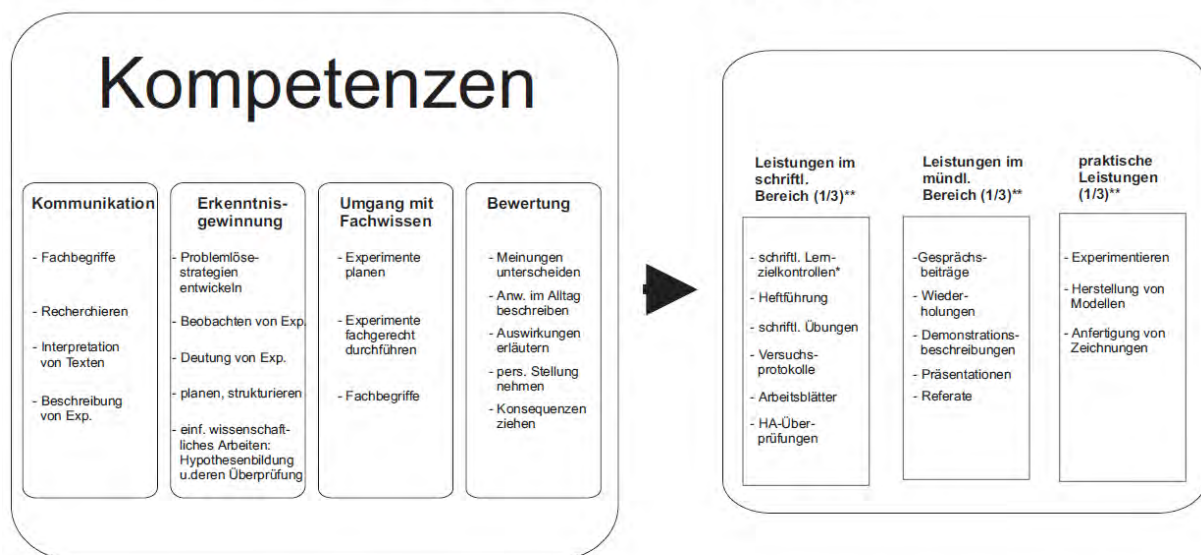 Kompetenzen
Kommunikation
- Fachbegriffe
- Recherchieren
- Interpretation
von Texten
- Beschreibung
von Exp.
Erkenntnis-
gewinnung
- Problemlöse-
strategien
entwickeln
- Beobachten von Exp.
- Deutung von Exp.
- planen, strukturieren
- einf. wissenschaft-
liches Arbeiten:
Hypothesenbildung
u.deren Überprüfung
Umgang mit
Fachwissen
- Experimente
planen
- Experimente
fachgerecht
durchführen
- Fachbegriffe
Bewertung
- Meinungen
unterscheiden
- Anw. im Alltag
beschreiben
- Auswirkungen
erläutern
- pers. Stellung
nehmen
- Konsequenzen
ziehen
Leistungen im
schriftl.
Bereich (1/3)**
- schriftl. Lern-
zielkontrollen*
- Heftführung
- schriftl. Übungen
- Versuchs-
protokolle
- Arbeitsblätter
- HA-Über-
prüfungen
Leistungen im
mündl.
Bereich (1/3)**
-Gesprächs-
beiträge
- Wieder-
holungen
- Demonstrations-
beschreibungen
- Präsentationen
- Referate
praktische
Leistungen
(1/3)**
- Experimentieren
- Herstellung von
Modellen
- Anfertigung von
Zeichnungen